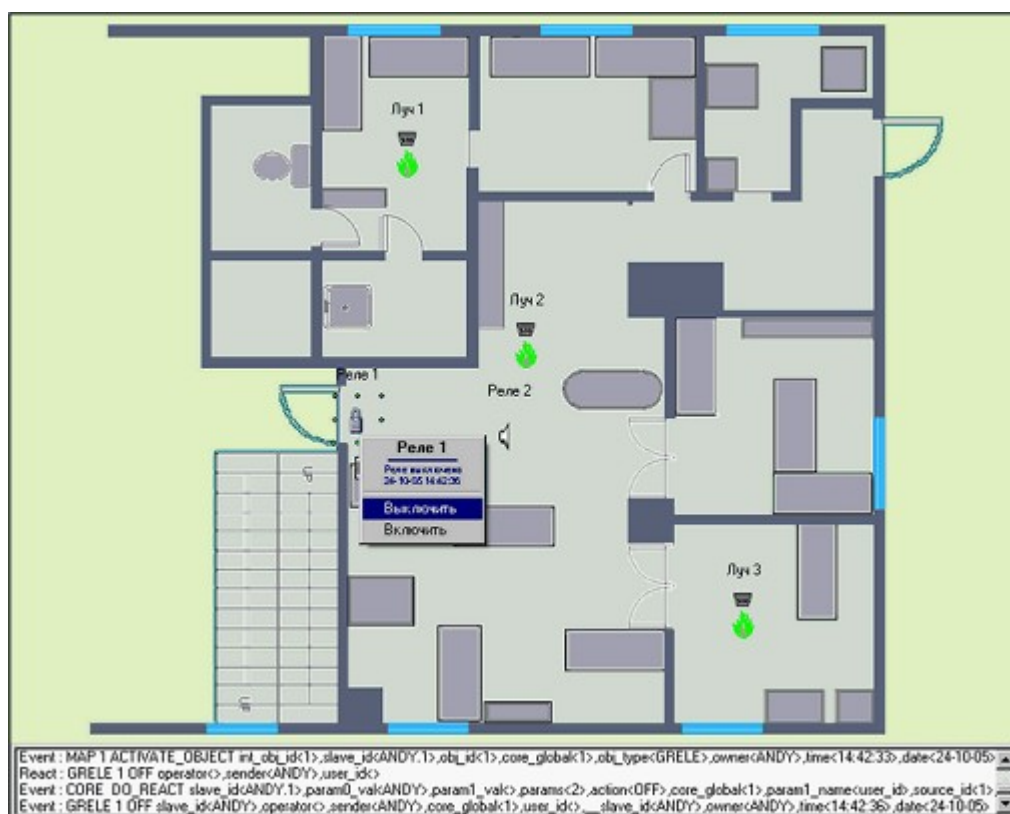 Луч 1
Луч 2
Реле 1
Реле 2
Реле 1
Реле выключено
24-10-05 14:42:36
Выключить
Включить
Луч 3
Event : MAP 1 ACTIVATE_OBJECT int_obj_id<1>,slave_id<ANDY.1>,obj_id<1>,core_global<1>,obj_type<GRELE>,owner<ANDY>,time<14:42:33>,date<24-10-05>
React : GRELE 1 OFF operator<>,sender<ANDY>,user_id<>
Event : CORE DO_REACT slave_id<ANDY.1>,param0_val<ANDY>,param1_val<>,params<2>,action<OFF>,core_global<1>,param1_name<user_id>,source_id<1>,
Event : GRELE 1 OFF slave_id<ANDY>,operator<>,sender<ANDY>,core_global<1>,user_id<>,__slave_id<ANDY>,owner<ANDY>,time<14:42:36>,date<24-10-05>